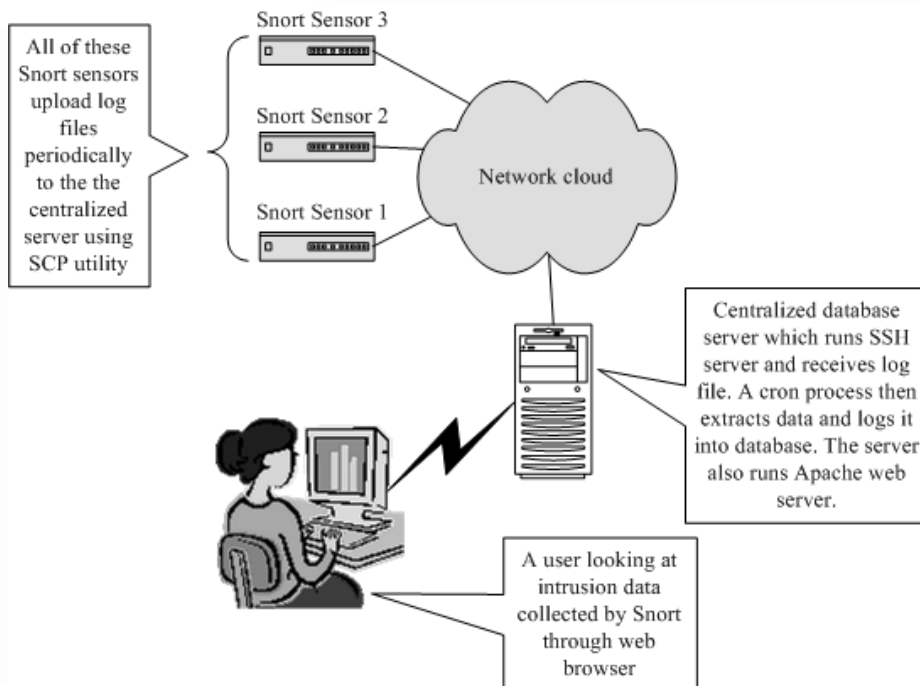 Snort Sensor 3
All of these
Snort sensors
upload log
files
periodically
to the the
centralized
server using
SCP utility
Snort Sensor 2
Snort Sensor 1
Network cloud
Centralized database
server which runs SSH
server and receives log
file. A cron process then
extracts data and logs it
into database. The server
also runs Apache web
server.
A user looking at
intrusion data
collected by Snort
through web
browser